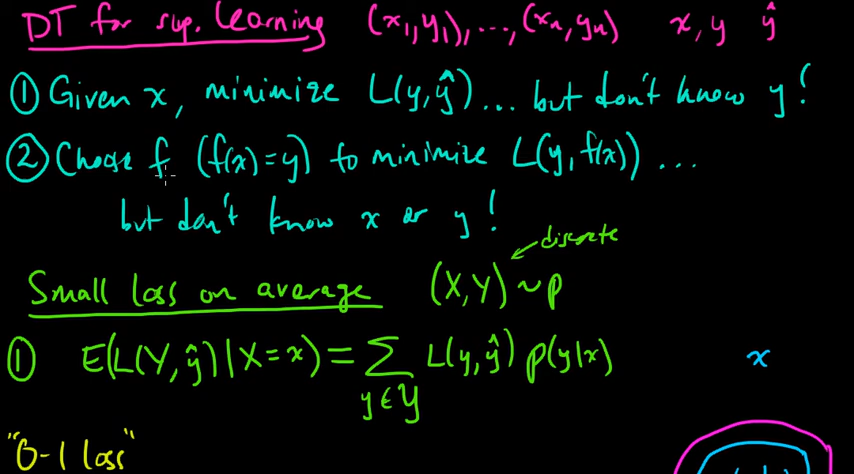 DT for sup. Learning (x₁,y₁),...,(xₙ,yₙ) x,y ŷ
① Given x, minimize L(y,ŷ)... but don't know y!
② Choose f (f(x)=y) to minimize L(y,f(x)) ...
but don't know x or y!
discrete
Small loss on average (X,Y)~p
① E(L(Y,ŷ)|X=x) = ∑_{y∈𝒴} L(y,ŷ) p(y|x) x
"0-1 loss"